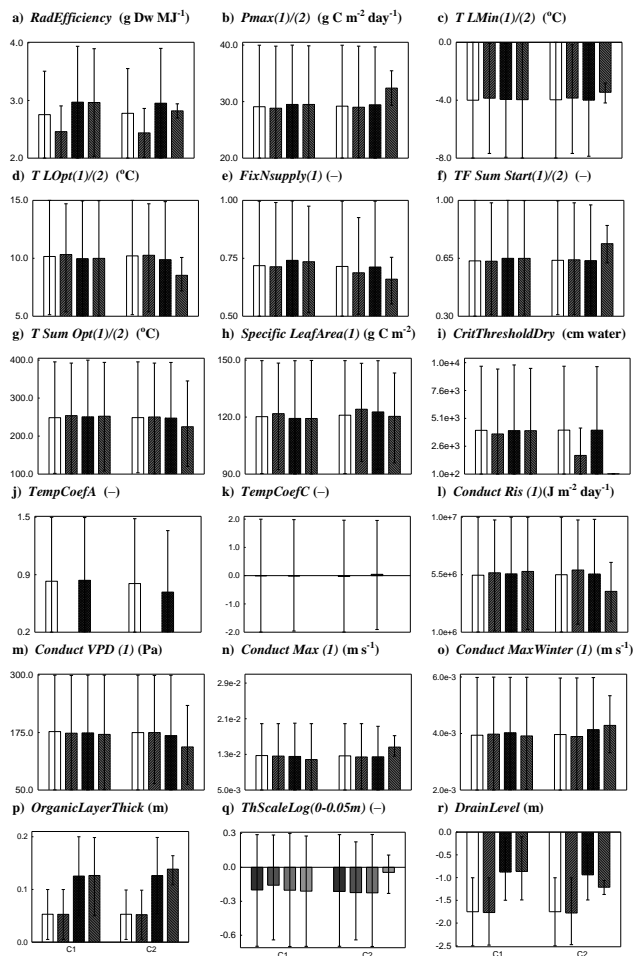 a) RadEfficiency (g Dw MJ⁻¹) b) Pmax(1)/(2) (g C m⁻² day⁻¹) c) T LMin(1)/(2) (°C)
4.0 40.0 0.0
3.0 30.0 -4.0
2.0 20.0 -8.0
d) T LOpt(1)/(2) (°C) e) FixNsupply(1) (–) f) TF Sum Start(1)/(2) (–)
15.0 1.00 1.00
10.0 0.75 0.65
5.0 0.50 0.30
g) T Sum Opt(1)/(2) (°C) h) Specific LeafArea(1) (g C m⁻²) i) CritThresholdDry (cm water)
400.0 150.0 1.0e+4
300.0 120.0 5.1e+3
200.0 90.0 1.0e+2
100.0
j) TempCoefA (–) k) TempCoefC (–) l) Conduct Ris (1)(J m⁻² day⁻¹)
1.5 2.0 1.0e+7
0.9 1.0 5.5e+6
0.2 0.0 1.0e+6
-1.0
-2.0
m) Conduct VPD (1) (Pa) n) Conduct Max (1) (m s⁻¹) o) Conduct MaxWinter (1) (m s⁻¹)
300.0 2.9e-2 6.0e-3
175.0 2.1e-2 4.0e-3
50.0 1.3e-2 2.0e-3
5.0e-3
p) OrganicLayerThick (m) q) ThScaleLog(0-0.05m) (–) r) DrainLevel (m)
0.2 0.3 0.0
0.1 0.0 -0.5
0.0 -0.3 -1.0
-0.6 -1.5
-2.0
-2.5
C1 C2 C1 C2 C1 C2